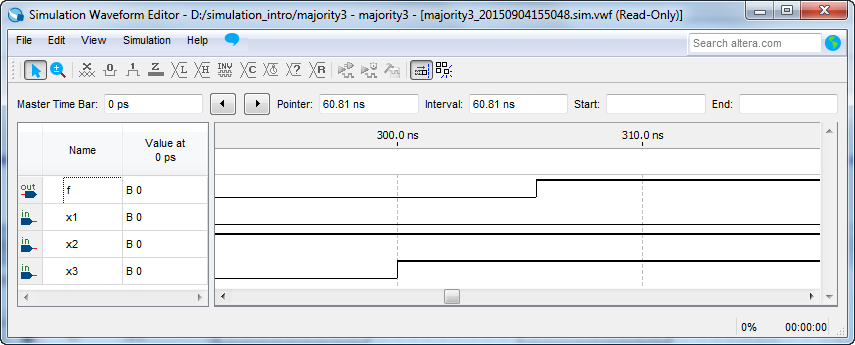 Simulation Waveform Editor - D:/simulation_intro/majority3 - majority3 - [majority3_20150904155048.sim.vwf (Read-Only)]
File Edit View Simulation Help Search altera.com
Master Time Bar: 0 ps Pointer: 60.81 ns Interval: 60.81 ns Start: End:
Name Value at 0 ps 300.0 ns 310.0 ns
out f B 0
in x1 B 0
in x2 B 0
in x3 B 0
0% 00:00:00